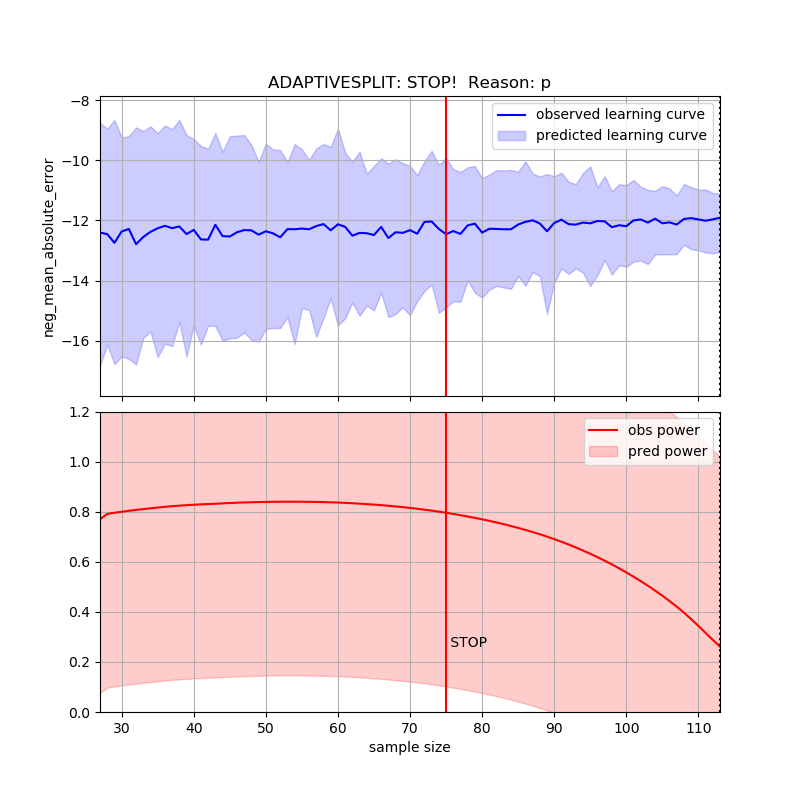 ADAPTIVESPLIT: STOP!  Reason: p
neg_mean_absolute_error
−8
−10
−12
−14
−16
observed learning curve
predicted learning curve
1.2
1.0
0.8
0.6
0.4
0.2
0.0
obs power
pred power
STOP
30 40 50 60 70 80 90 100 110
sample size